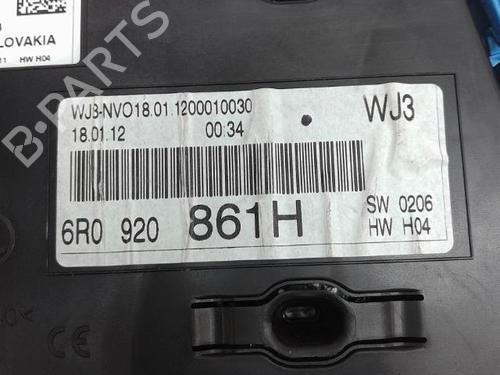 LOVAKIA
HW H04
WJ3-NVO18.01.1200010030
18.01.12
00:34
WJ3
6R0 920 861H
SW 0206
HW H04
CE
B-PARTS